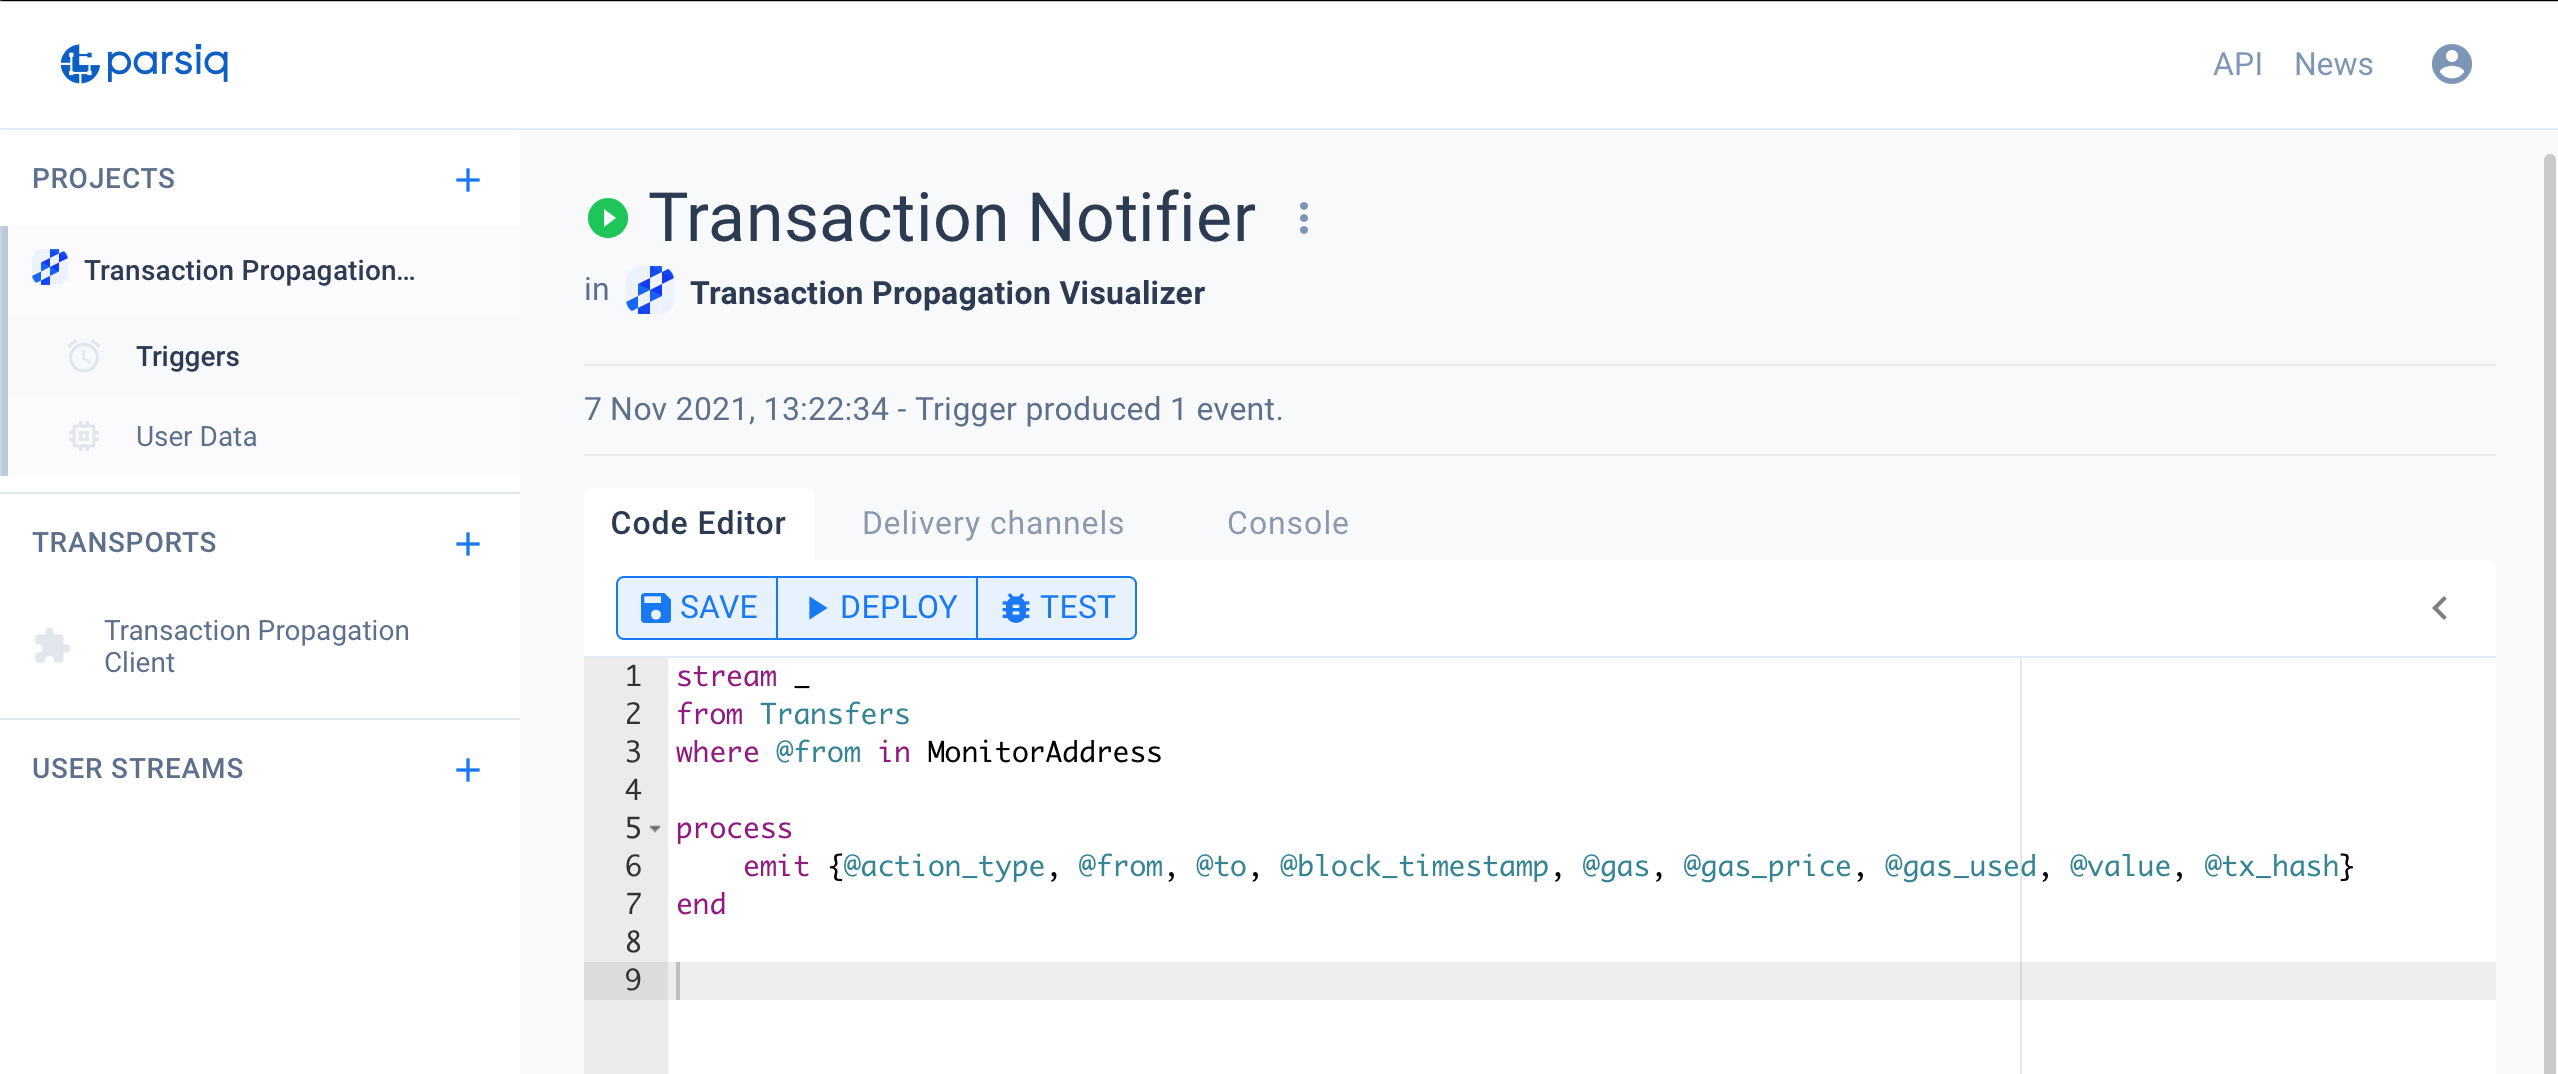 parsiq
API
News
PROJECTS
Transaction Propagation...
Triggers
User Data
TRANSPORTS
Transaction Propagation
Client
USER STREAMS
Transaction Notifier
in Transaction Propagation Visualizer
7 Nov 2021, 13:22:34 - Trigger produced 1 event.
Code Editor
Delivery channels
Console
SAVE
DEPLOY
TEST
1 stream _
2 from Transfers
3 where @from in MonitorAddress
4
5 process
6 emit {@action_type, @from, @to, @block_timestamp, @gas, @gas_price, @gas_used, @value, @tx_hash}
7 end
8
9